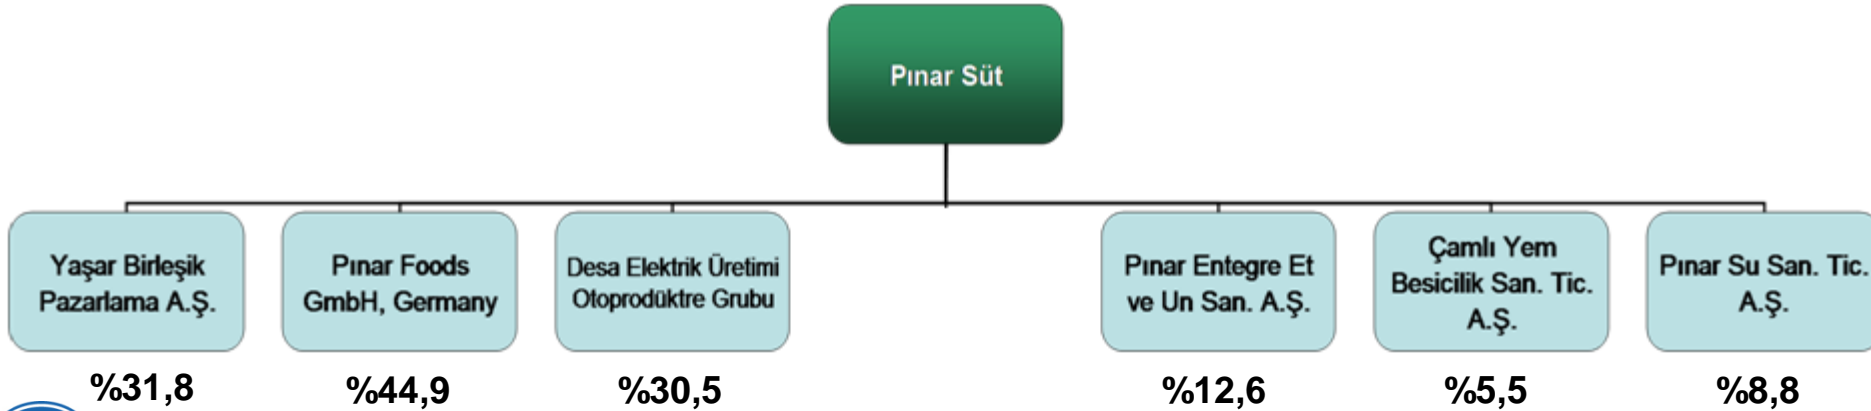 Pınar Süt
Yaşar Birleşik
Pazarlama A.Ş.
Pınar Foods
GmbH, Germany
Desa Elektrik Üretimi
Otoprodüktre Grubu
Pınar Entegre Et
ve Un San. A.Ş.
Çamlı Yem
Besicilik San. Tic.
A.Ş.
Pınar Su San. Tic.
A.Ş.
%31,8
%44,9
%30,5
%12,6
%5,5
%8,8